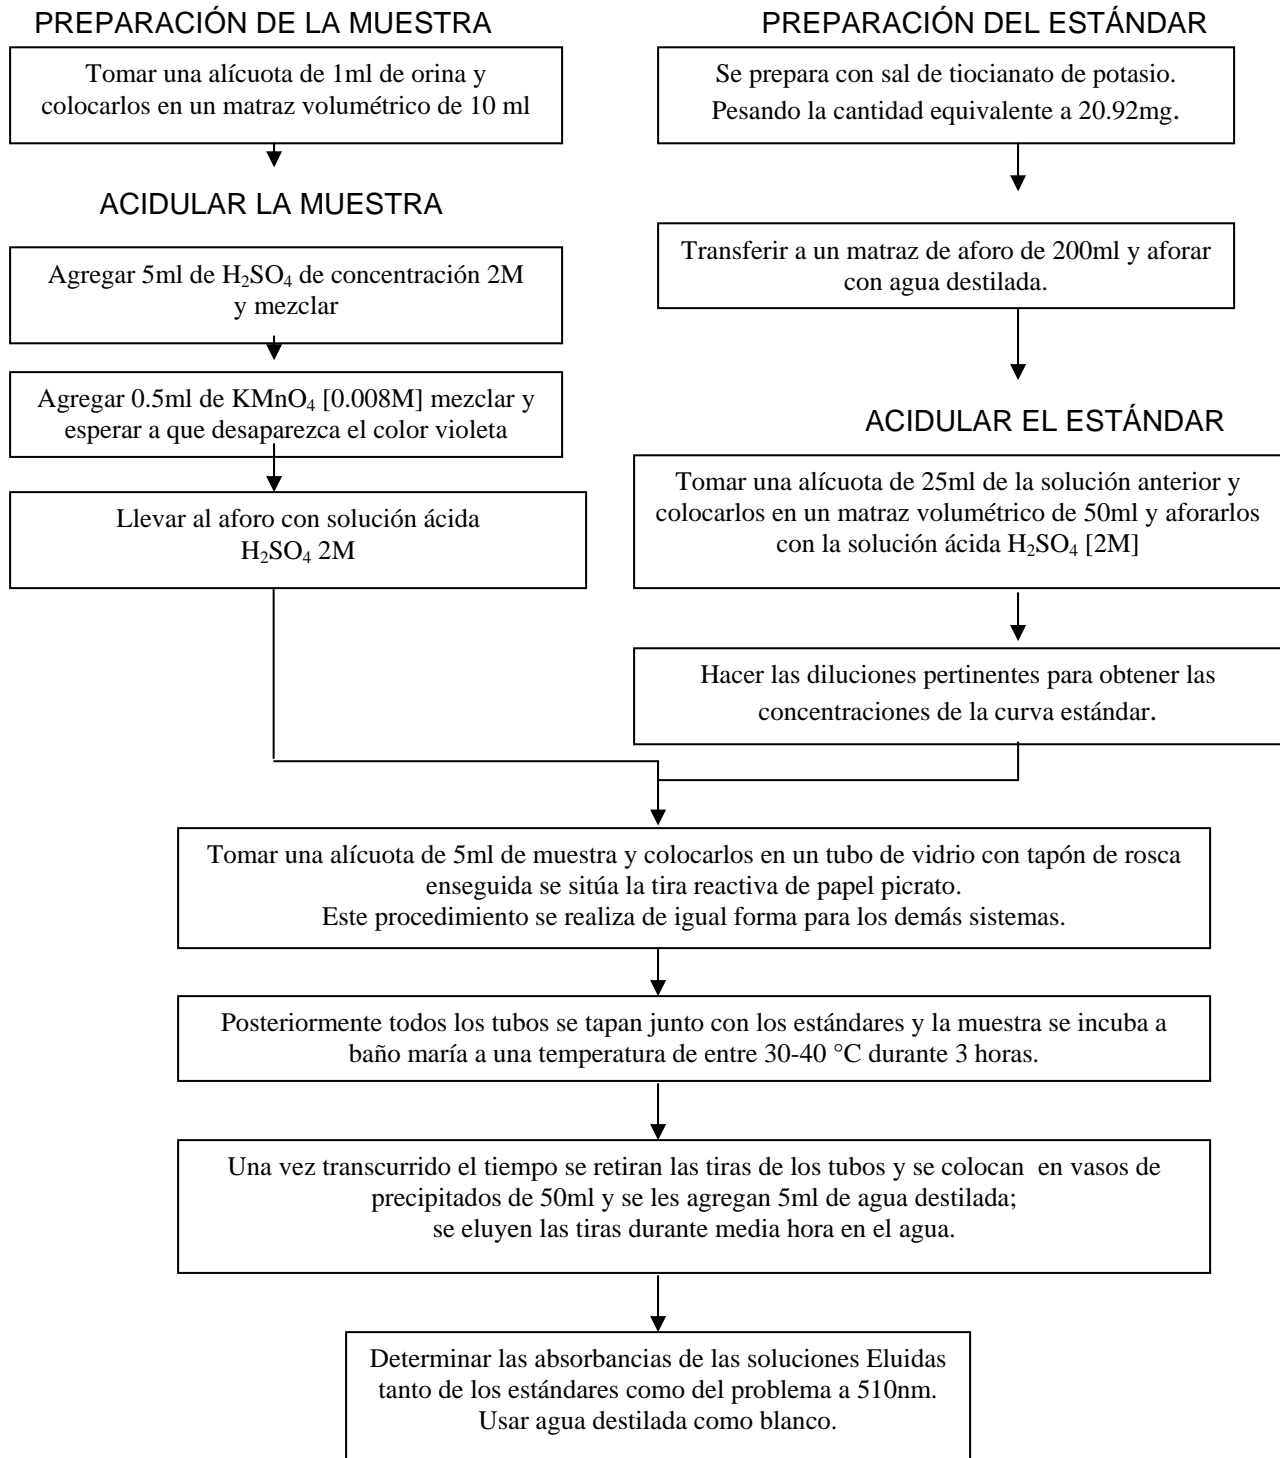 PREPARACIÓN DE LA MUESTRA
Tomar una alícuota de 1ml de orina y
colocarlos en un matraz volumétrico de 10 ml
ACIDULAR LA MUESTRA
Agregar 5ml de H₂SO₄ de concentración 2M
y mezclar
Agregar 0.5ml de KMnO₄ [0.008M] mezclar y
esperar a que desaparezca el color violeta
Llevar al aforo con solución ácida
H₂SO₄ 2M
PREPARACIÓN DEL ESTÁNDAR
Se prepara con sal de tiocianato de potasio.
Pesando la cantidad equivalente a 20.92mg.
Transferir a un matraz de aforo de 200ml y aforar
con agua destilada.
ACIDULAR EL ESTÁNDAR
Tomar una alícuota de 25ml de la solución anterior y
colocarlos en un matraz volumétrico de 50ml y aforarlos
con la solución ácida H₂SO₄ [2M]
Hacer las diluciones pertinentes para obtener las
concentraciones de la curva estándar.
Tomar una alícuota de 5ml de muestra y colocarlos en un tubo de vidrio con tapón de rosca
enseguida se sitúa la tira reactiva de papel picrato.
Este procedimiento se realiza de igual forma para los demás sistemas.
Posteriormente todos los tubos se tapan junto con los estándares y la muestra se incuba a
baño maría a una temperatura de entre 30-40 °C durante 3 horas.
Una vez transcurrido el tiempo se retiran las tiras de los tubos y se colocan en vasos de
precipitados de 50ml y se les agregan 5ml de agua destilada;
se eluyen las tiras durante media hora en el agua.
Determinar las absorbancias de las soluciones Eluidas
tanto de los estándares como del problema a 510nm.
Usar agua destilada como blanco.